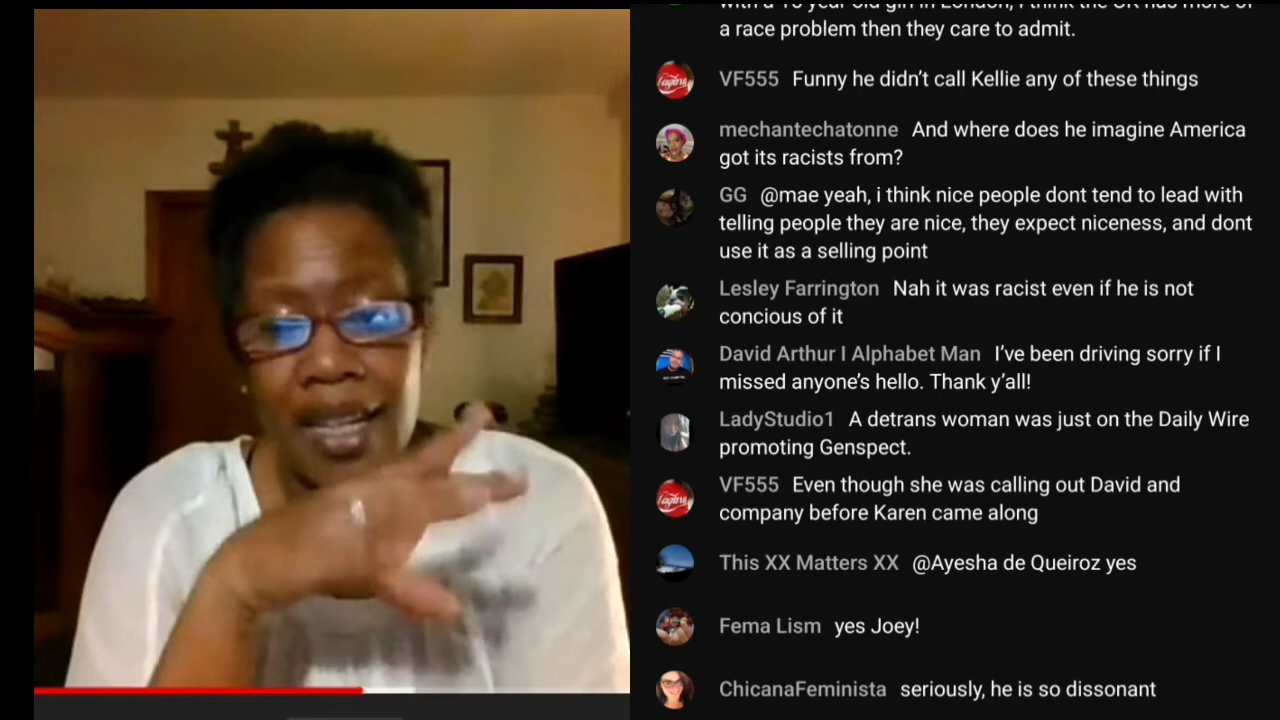 a race problem then they care to admit.
VF555 Funny he didn't call Kellie any of these things
mechantechatonne And where does he imagine America
got its racists from?
GG @mae yeah, i think nice people dont tend to lead with
telling people they are nice, they expect niceness, and dont
use it as a selling point
Lesley Farrington Nah it was racist even if he is not
concious of it
David Arthur I Alphabet Man I've been driving sorry if I
missed anyone's hello. Thank y'all!
LadyStudio1 A detrans woman was just on the Daily Wire
promoting Genspect.
VF555 Even though she was calling out David and
company before Karen came along
This XX Matters XX @Ayesha de Queiroz yes
Fema Lism yes Joey!
ChicanaFeminista seriously, he is so dissonant